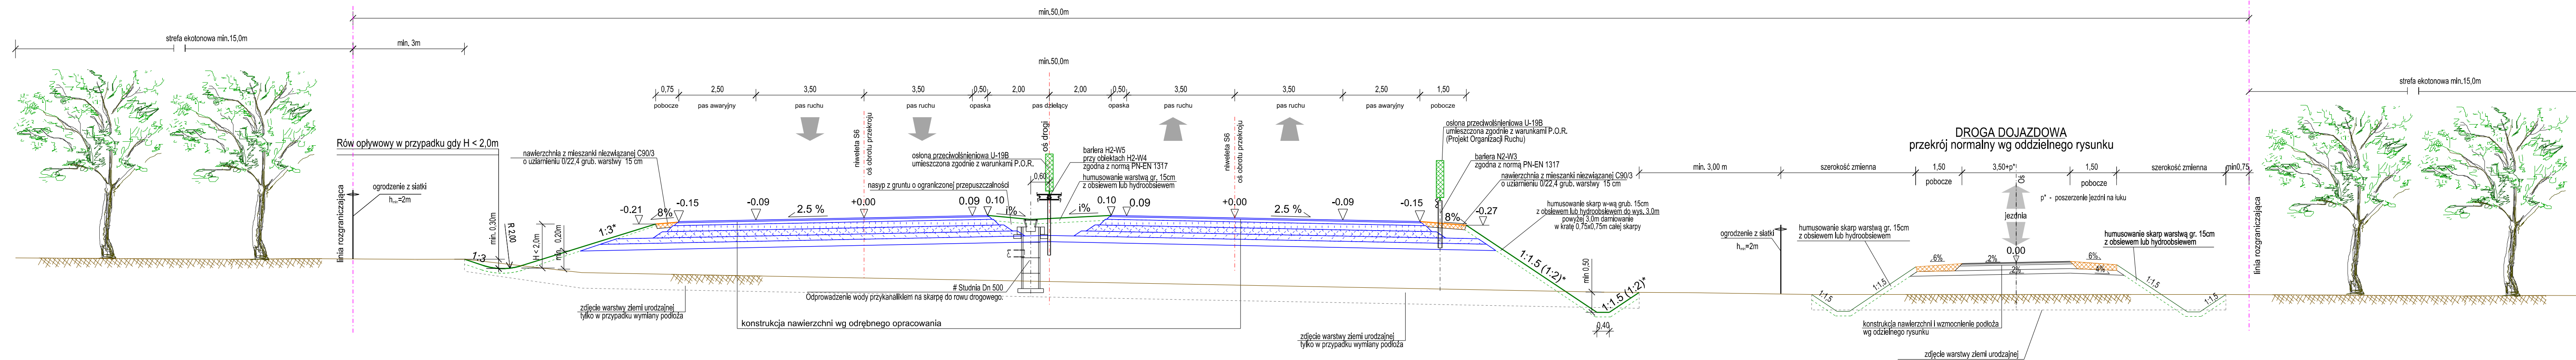 min.50,0m
strefa ekotonowa min.15,0m
min. 3m
min.50,0m
strefa ekotonowa min.15,0m
0,75
2,50
3,50
3,50
0,50
2,00
2,00
0,50
3,50
3,50
2,50
1,50
pobocze
pas awaryjny
pas ruchu
pas ruchu
opaska
pas dzielący
opaska
pas ruchu
pas ruchu
pas awaryjny
pobocze
Rów opływowy w przypadku gdy H < 2,0m
nawierzchnia z mieszanki niezwiązanej C90/3
o uziarnieniu 0/22,4 grub. warstwy 15 cm
niweleta S6
oś obrotu przekroju
osłona przeciwolśnieniowa U-19B
umieszczona zgodnie z warunkami P.O.R.
oś drogi
bariera H2-W5
przy obiektach H2-W4
zgodna z normą PN-EN 1317
humusowanie warstwą gr, 15cm
z obsiewem lub hydroobsiewem
nasyp z gruntu o ograniczonej przepuszczalności
0,60
niweleta S6
oś obrotu przekroju
osłona przeciwolśnieniowa U-19B
umieszczona zgodnie z warunkami P.O.R.
(Projekt Organizacji Ruchu)
bariera N2-W3
zgodna z normą PN-EN 1317
nawierzchnia z mieszanki niezwiązanej C90/3
o uziarnieniu 0/22,4 grub. warstwy 15 cm
humusowanie skarp w-wą grub. 15cm
z obsiewem lub hydroobsiewem do wys. 3,0m
powyżej 3,0m darniowanie
w kratę 0,75x0,75m całej skarpy
DROGA DOJAZDOWA
przekrój normalny wg oddzielnego rysunku
min. 3,00 m
szerokość zmienna
1,50
3,50+p*
1,50
szerokość zmienna
min0,75
pobocze
pobocze
oś
p* - poszerzenie jezdni na łuku
jezdnia
0.00
linia rozgraniczająca
ogrodzenie z siatki
hmin=2m
min. 0,30m
R 2,00
H < 2,0m
min. 0,20m
1:3
1:3*
-0.21
8%
-0.15
-0.09
2.5 %
+0.00
0.09
0.10
i%
i%
0.10
0.09
+0.00
2.5 %
-0.09
-0.15
8%
-0.27
1:1.5 (1:2)*
min 0,50
1:1.5 (1:2)*
0,40
ogrodzenie z siatki
hmin=2m
humusowanie skarp warstwą gr, 15cm
z obsiewem lub hydroobsiewem
humusowanie skarp warstwą gr. 15cm
z obsiewem lub hydroobsiewem
6%
2%
2%
6%
4%
1:1,5
1:1,5
1:1,5
1:1,5
linia rozgraniczająca
# Studnia Dn 500
Odprowadzenie wody przykanalikiem na skarpę do rowu drogowego.
zdjęcie warstwy ziemi urodzajnej
tylko w przypadku wymiany podłoża
konstrukcja nawierzchni wg odrębnego opracowania
zdjęcie warstwy ziemi urodzajnej
tylko w przypadku wymiany podłoża
konstrukcja nawierzchni i wzmocnienie podłoża
wg odzielnego rysunku
zdjęcie warstwy ziemi urodzajnej